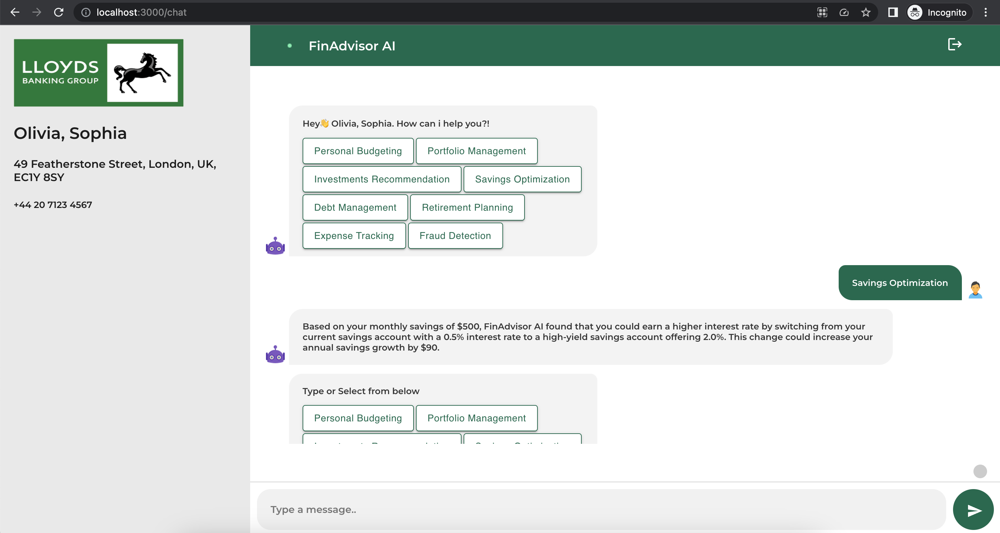 localhost:3000/chat
Incognito
LLOYDS
BANKING GROUP
Olivia, Sophia
49 Featherstone Street, London, UK,
EC1Y 8SY
+44 20 7123 4567
FinAdvisor AI
Hey👋 Olivia, Sophia. How can i help you?!
Personal Budgeting Portfolio Management
Investments Recommendation Savings Optimization
Debt Management Retirement Planning
Expense Tracking Fraud Detection
Savings Optimization
Based on your monthly savings of $500, FinAdvisor AI found that you could earn a higher interest rate by switching from your
current savings account with a 0.5% interest rate to a high-yield savings account offering 2.0%. This change could increase your
annual savings growth by $90.
Type or Select from below
Personal Budgeting Portfolio Management
Type a message..